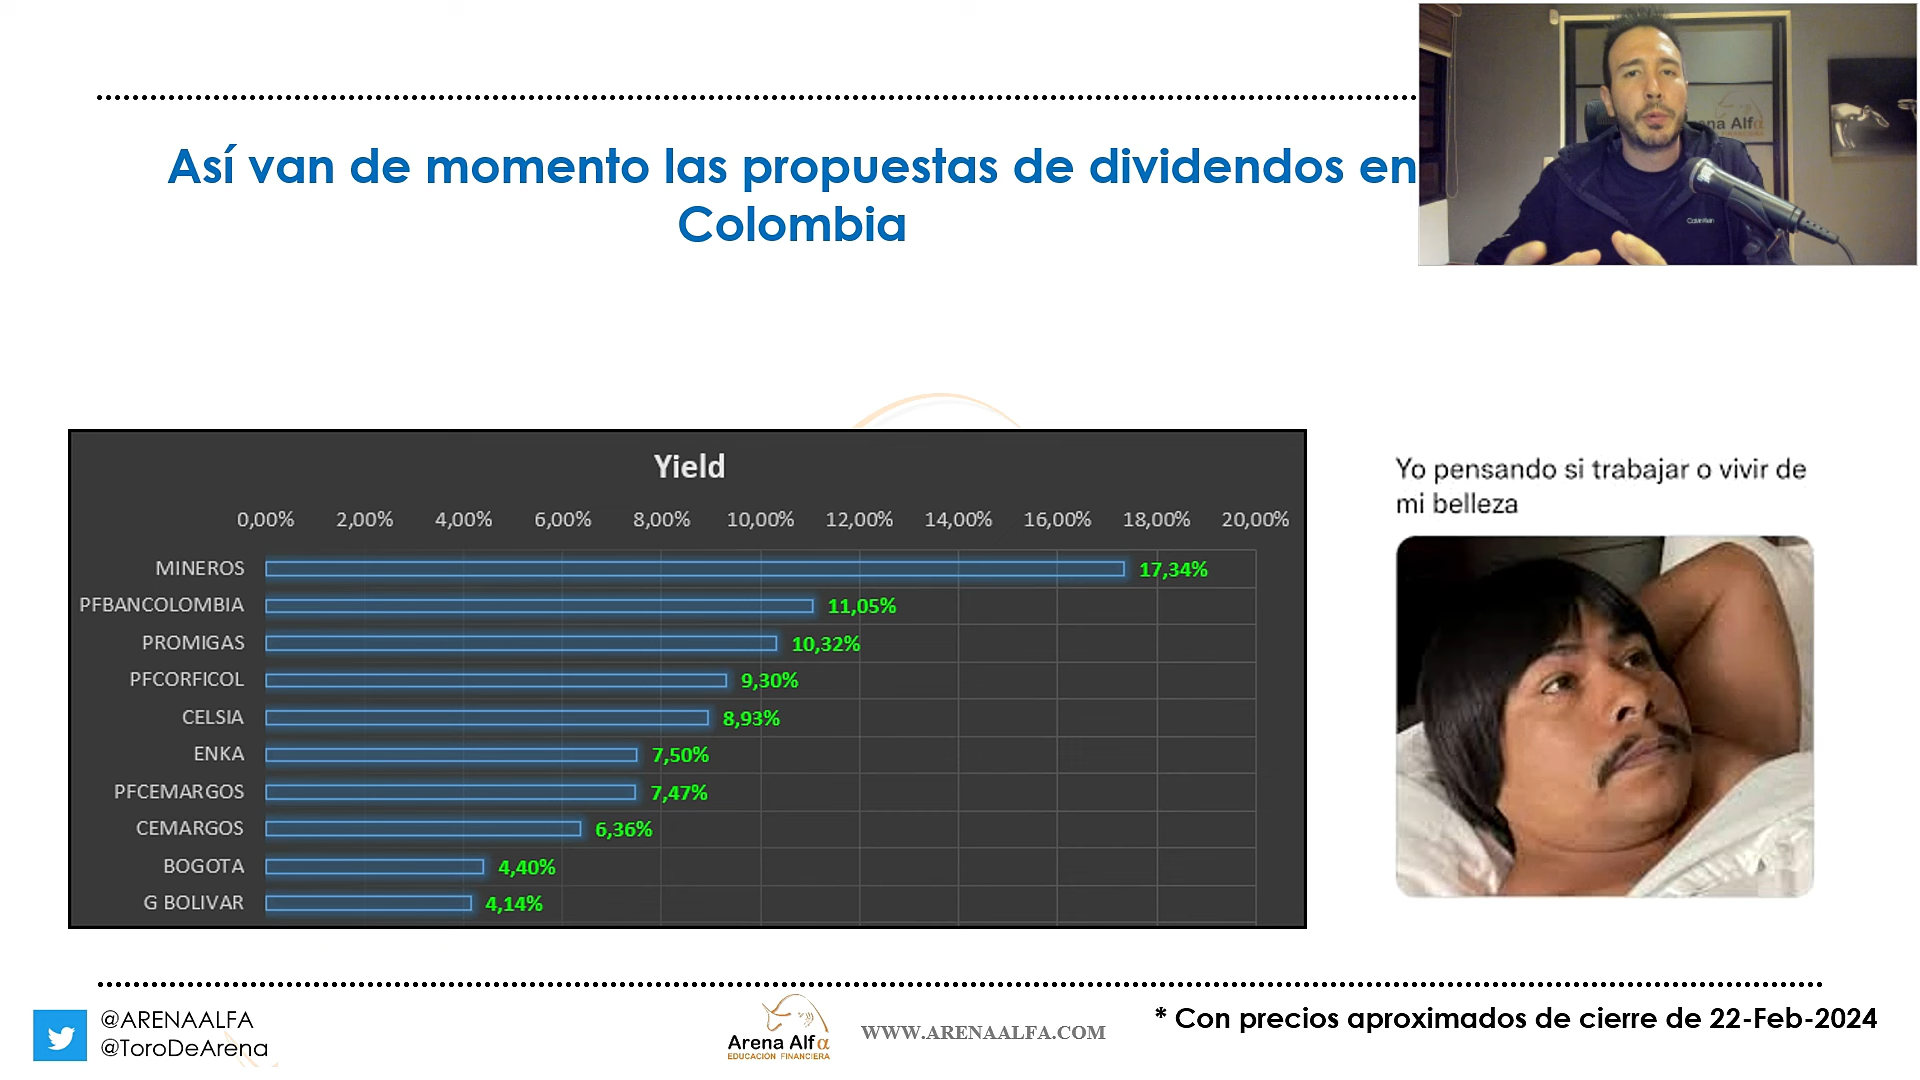 Así van de momento las propuestas de dividendos en
Colombia
ena Alfα
CalvinKlein
Yield
0,00% 2,00% 4,00% 6,00% 8,00% 10,00% 12,00% 14,00% 16,00% 18,00% 20,00%
MINEROS 17,34%
PFBANCOLOMBIA 11,05%
PROMIGAS 10,32%
PFCORFICOL 9,30%
CELSIA 8,93%
ENKA 7,50%
PFCEMARGOS 7,47%
CEMARGOS 6,36%
BOGOTA 4,40%
G BOLIVAR 4,14%
Yo pensando si trabajar o vivir de
mi belleza
@ARENAALFA
@ToroDeArena
Arena Alfα
EDUCACIÓN FINANCIERA
WWW.ARENAALFA.COM
* Con precios aproximados de cierre de 22-Feb-2024